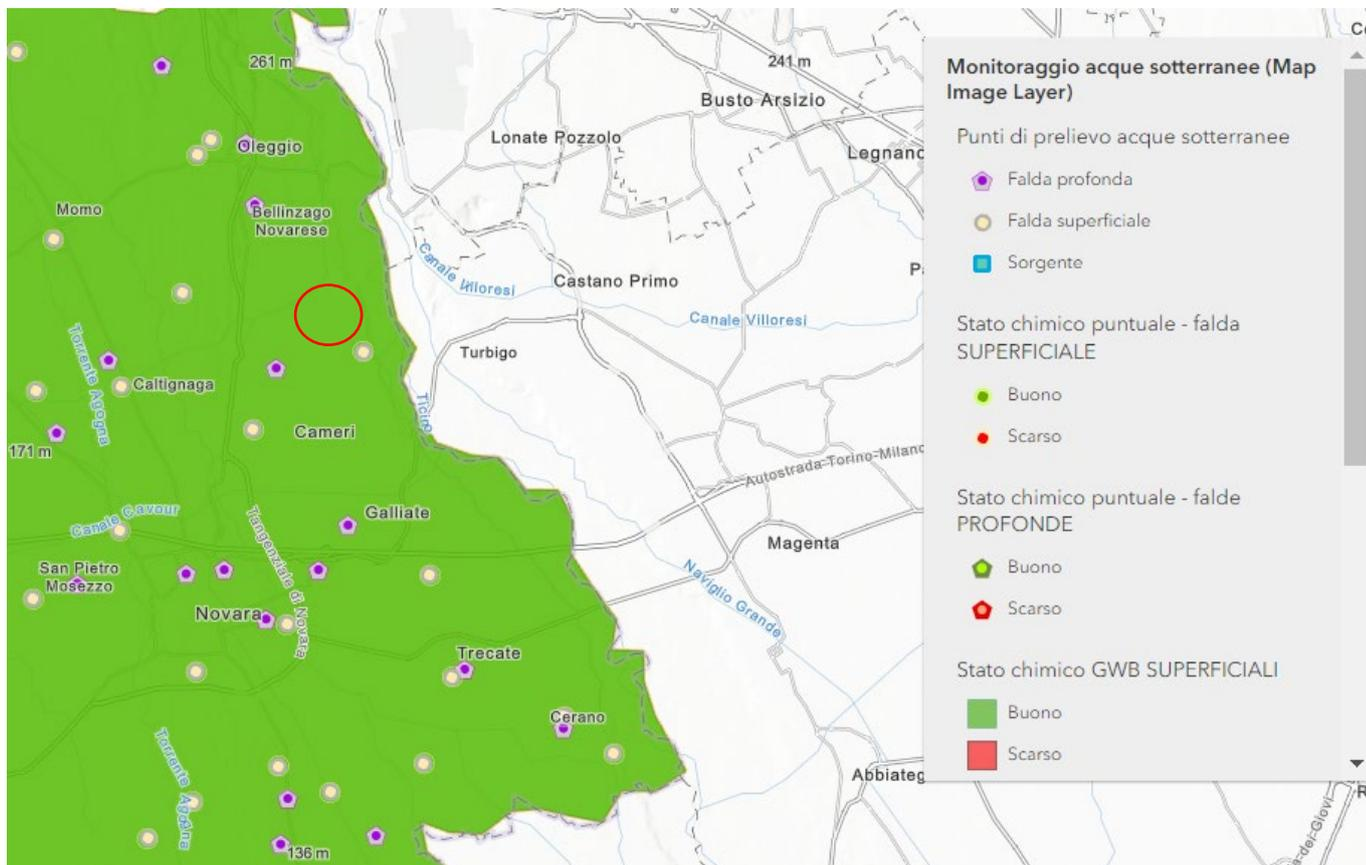 261 m
241 m
Busto Arsizio
Lonate Pozzolo
Legnano
Oleggio
Momo
Bellinzago
Novarese
Canale Villoresi
Castano Primo
Canale Villoresi
Turbigo
Torrente Agogna
Caltignaga
Ticino
Cameri
171 m
Autostrada Torino-Milano
Canale Cavour
Tangenziale di Novara
Galliate
Magenta
San Pietro
Mosezzo
Naviglio Grande
Novara
Trecate
Cerano
Torrente Agogna
Abbiateg
136 m
-dei-Giovi
Monitoraggio acque sotterranee (Map
Image Layer)
Punti di prelievo acque sotterranee
Falda profonda
Falda superficiale
Sorgente
Stato chimico puntuale - falda
SUPERFICIALE
Buono
Scarso
Stato chimico puntuale - falde
PROFONDE
Buono
Scarso
Stato chimico GWB SUPERFICIALI
Buono
Scarso